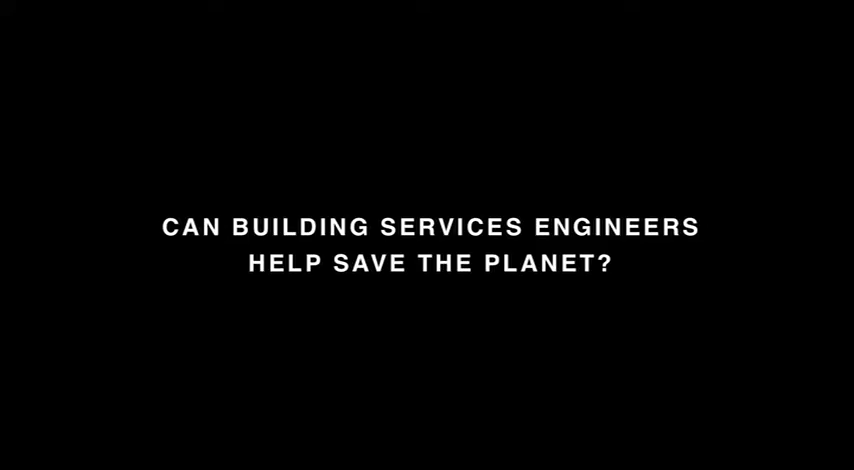 CAN BUILDING SERVICES ENGINEERS
HELP SAVE THE PLANET?